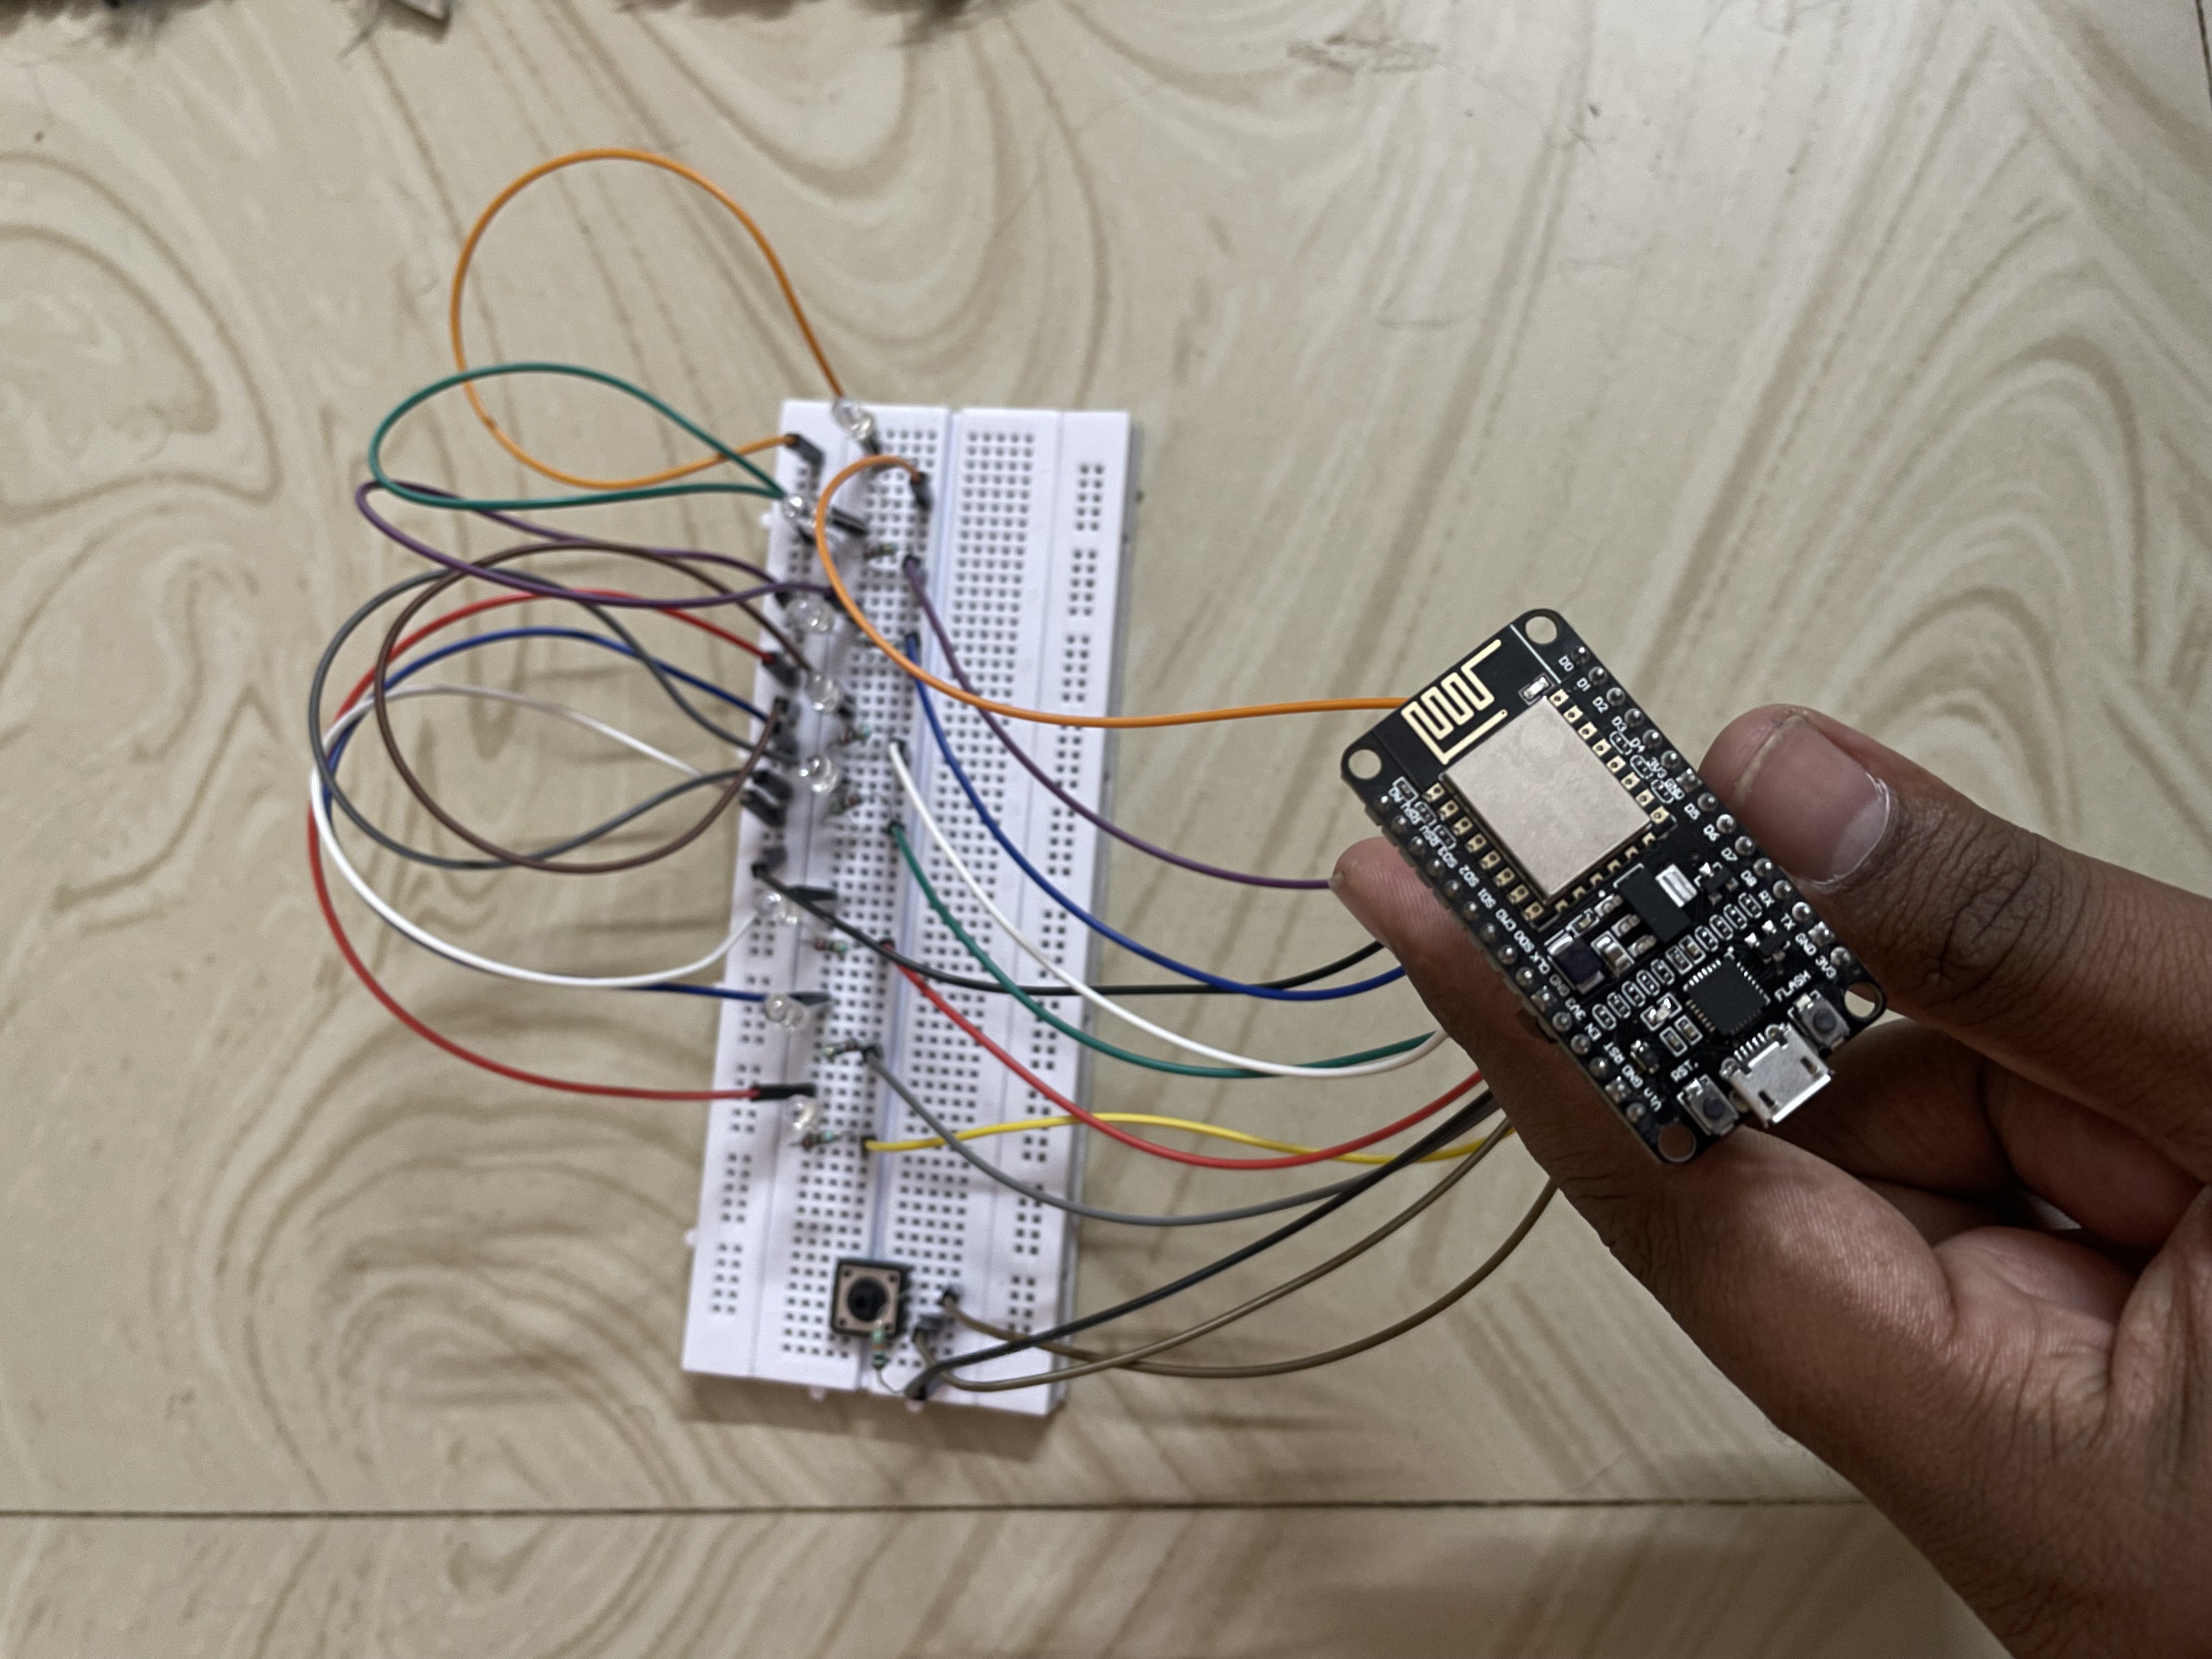 Vin GND RST EN 3V3 GND CLK SD0 CMD SD1 SD2 SD3 RSV RSV A0
RST
FLASH
D0 D1 D2 D3 D4 3V3 GND D5 D6 D7 D8 RX TX GND 3V3